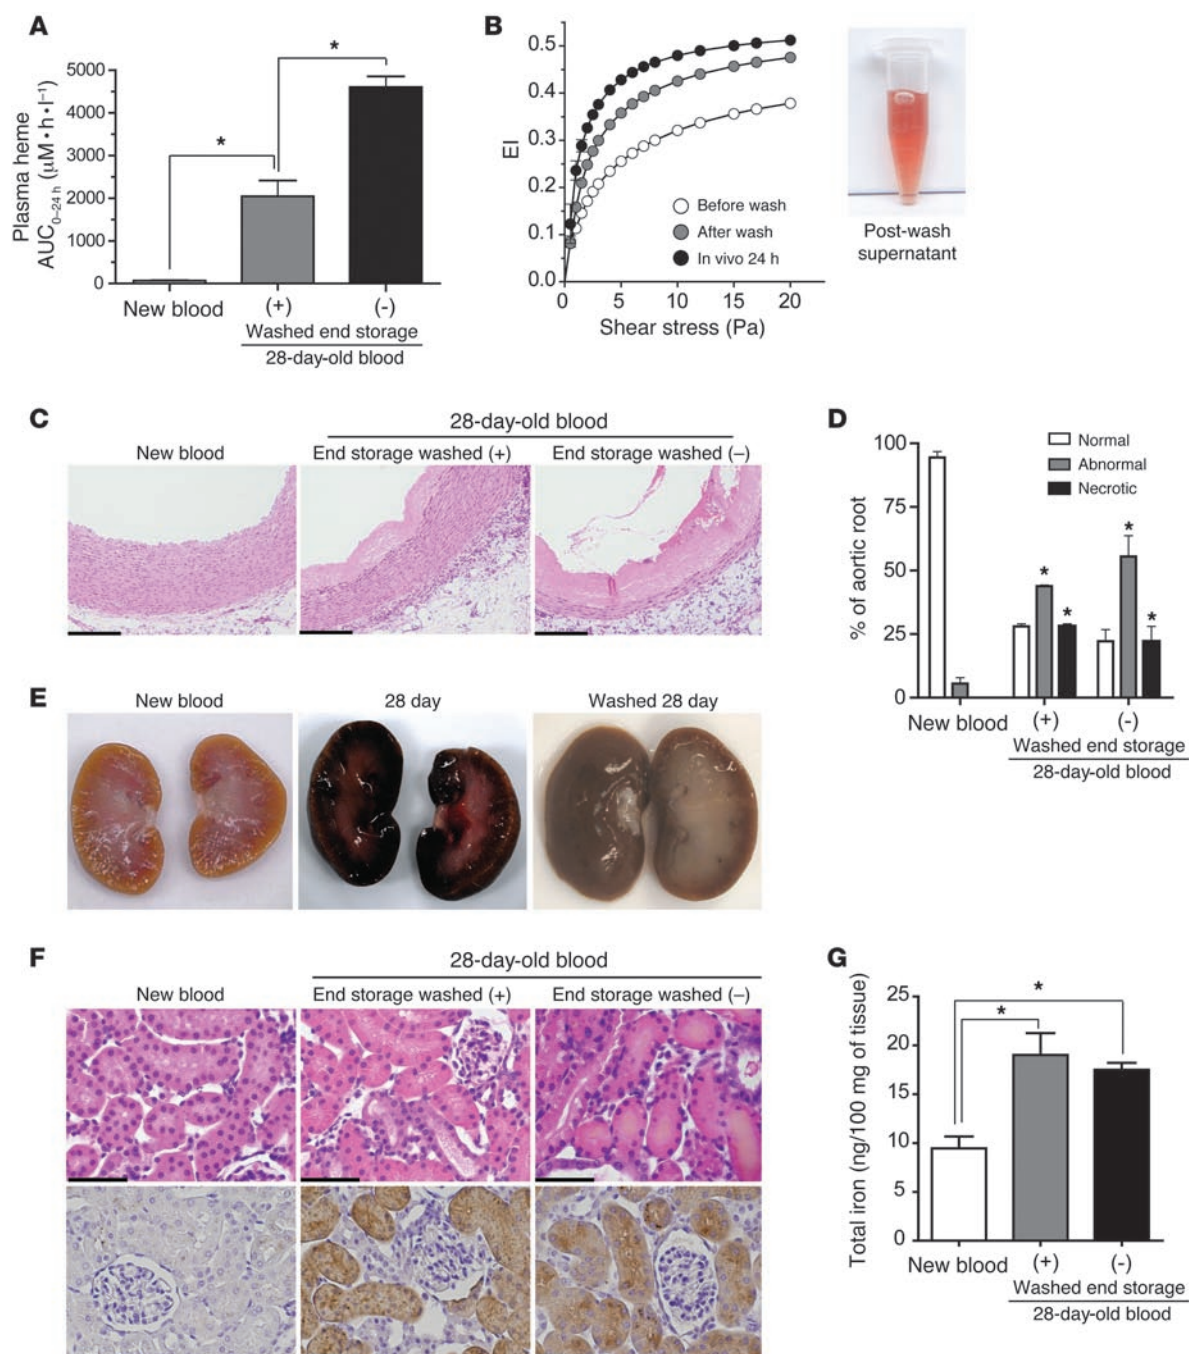 A
Plasma heme
AUC0–24 h (μM • h • l–1)
5000
4000
3000
2000
1000
0
*
*
New blood
(+)
(-)
Washed end storage
28-day-old blood
B
EI
0.5
0.4
0.3
0.2
0.1
0.0
0
5
10
15
20
Shear stress (Pa)
Before wash
After wash
In vivo 24 h
Post-wash
supernatant
C
28-day-old blood
New blood
End storage washed (+)
End storage washed (–)
D
% of aortic root
100
75
50
25
0
Normal
Abnormal
Necrotic
*
*
*
*
New blood
(+)
(-)
Washed end storage
28-day-old blood
E
New blood
28 day
Washed 28 day
F
28-day-old blood
New blood
End storage washed (+)
End storage washed (–)
G
Total iron (ng/100 mg of tissue)
25
20
15
10
5
0
*
*
New blood
(+)
(-)
Washed end storage
28-day-old blood